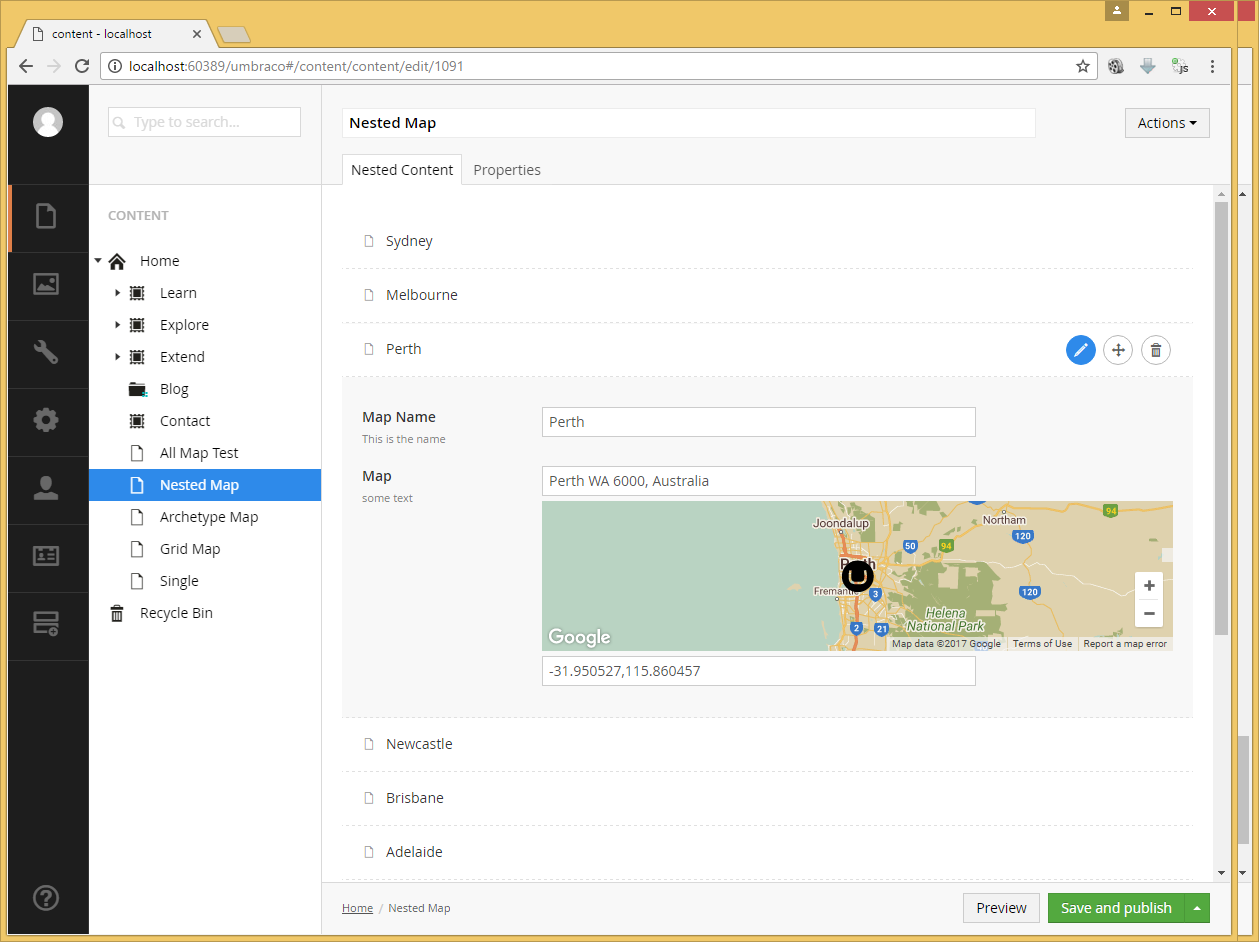 content - localhost
localhost:60389/umbraco#/content/content/edit/1091
JS
Type to search...
Nested Map
Actions
Nested Content
Properties
CONTENT
Home
Learn
Explore
Extend
Blog
Contact
All Map Test
Nested Map
Archetype Map
Grid Map
Single
Recycle Bin
Sydney
Melbourne
Perth
Map Name
This is the name
Perth
Map
some text
Perth WA 6000, Australia
Joondalup
Northam
94
120
50
94
Perth
Fremantle
3
120
Helena
National Park
2
21
Google
Map data ©2017 Google
Terms of Use
Report a map error
-31.950527,115.860457
Newcastle
Brisbane
Adelaide
Home / Nested Map
Preview
Save and publish